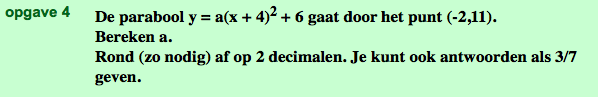 opgave 4 De parabool y = a(x + 4)² + 6 gaat door het punt (-2,11).
Bereken a.
Rond (zo nodig) af op 2 decimalen. Je kunt ook antwoorden als 3/7
geven.